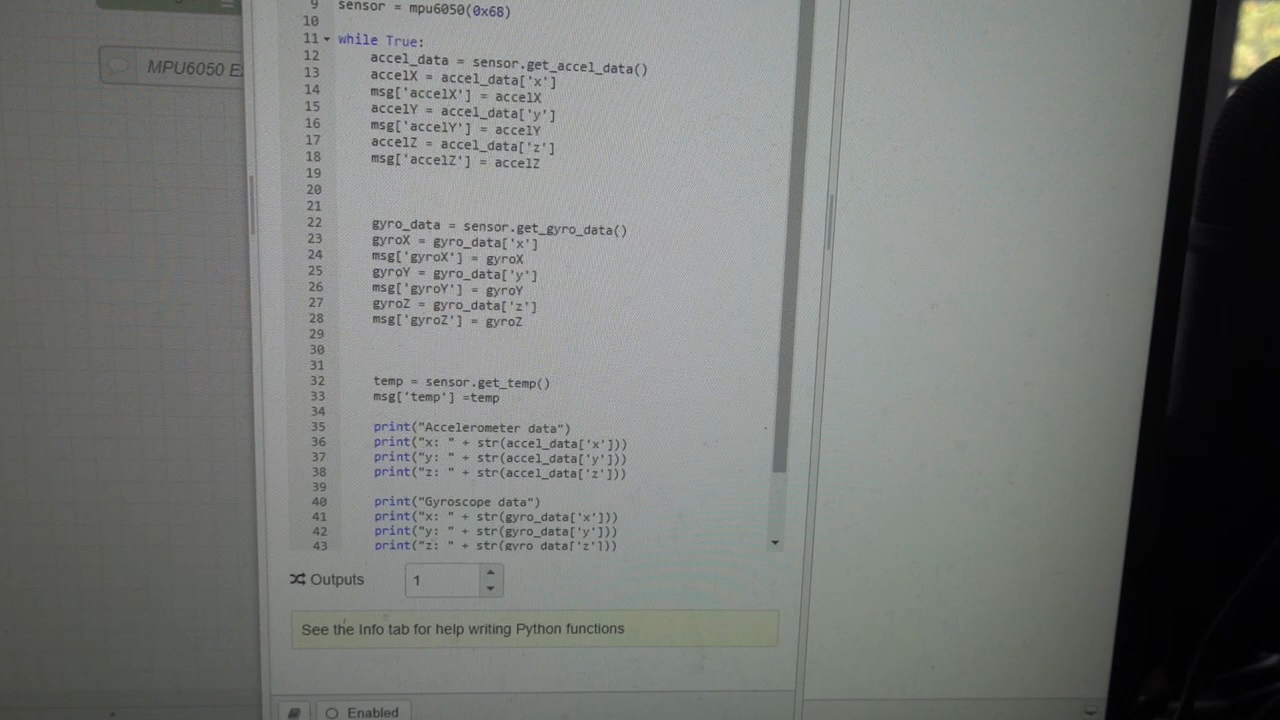 9 sensor = mpu6050(0x68)
10
11 while True:
12 accel_data = sensor.get_accel_data()
13 accelX = accel_data['x']
14 msg['accelX'] = accelX
15 accelY = accel_data['y']
16 msg['accelY'] = accelY
17 accelZ = accel_data['z']
18 msg['accelZ'] = accelZ
19
20
21
22 gyro_data = sensor.get_gyro_data()
23 gyroX = gyro_data['x']
24 msg['gyroX'] = gyroX
25 gyroY = gyro_data['y']
26 msg['gyroY'] = gyroY
27 gyroZ = gyro_data['z']
28 msg['gyroZ'] = gyroZ
29
30
31
32 temp = sensor.get_temp()
33 msg['temp'] =temp
34
35 print("Accelerometer data")
36 print("x: " + str(accel_data['x']))
37 print("y: " + str(accel_data['y']))
38 print("z: " + str(accel_data['z']))
39
40 print("Gyroscope data")
41 print("x: " + str(gyro_data['x']))
42 print("y: " + str(gyro_data['y']))
43 print("z: " + str(gyro_data['z']))
MPU6050
Outputs
1
See the Info tab for help writing Python functions
Enabled